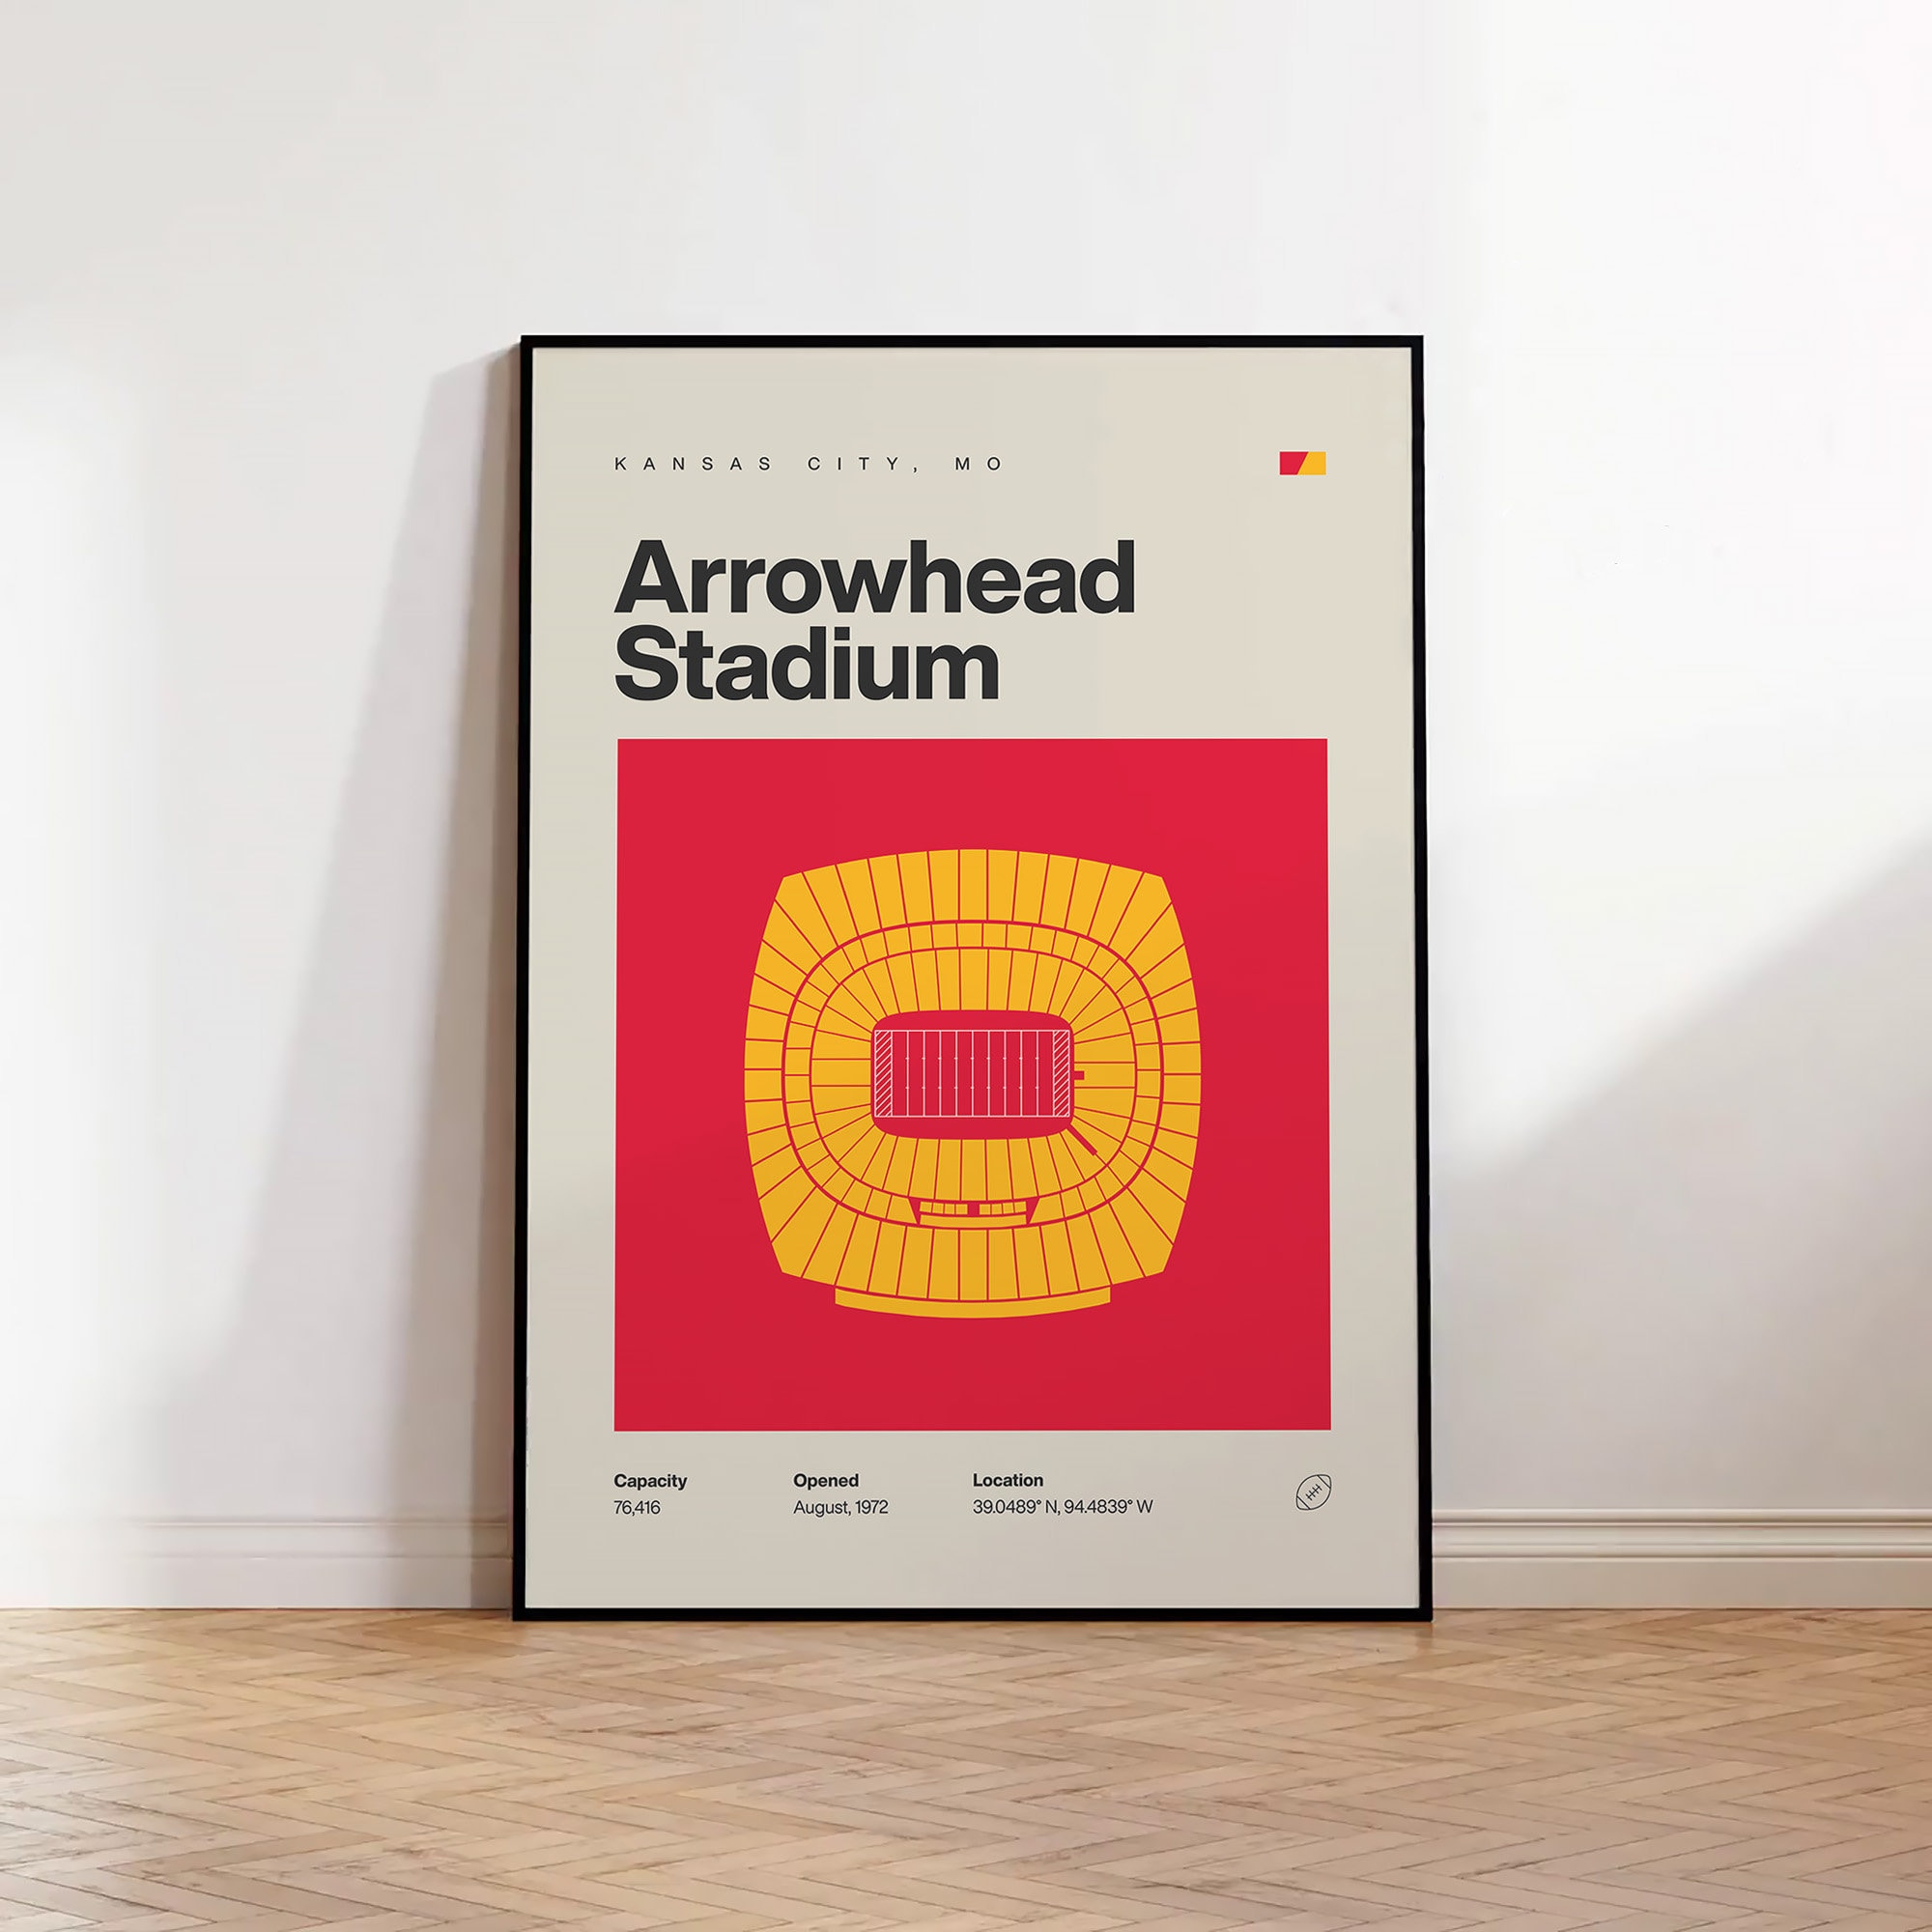 KANSAS CITY, MO
Arrowhead
Stadium
Capacity
76,416
Opened
August, 1972
Location
39.0489° N, 94.4839° W